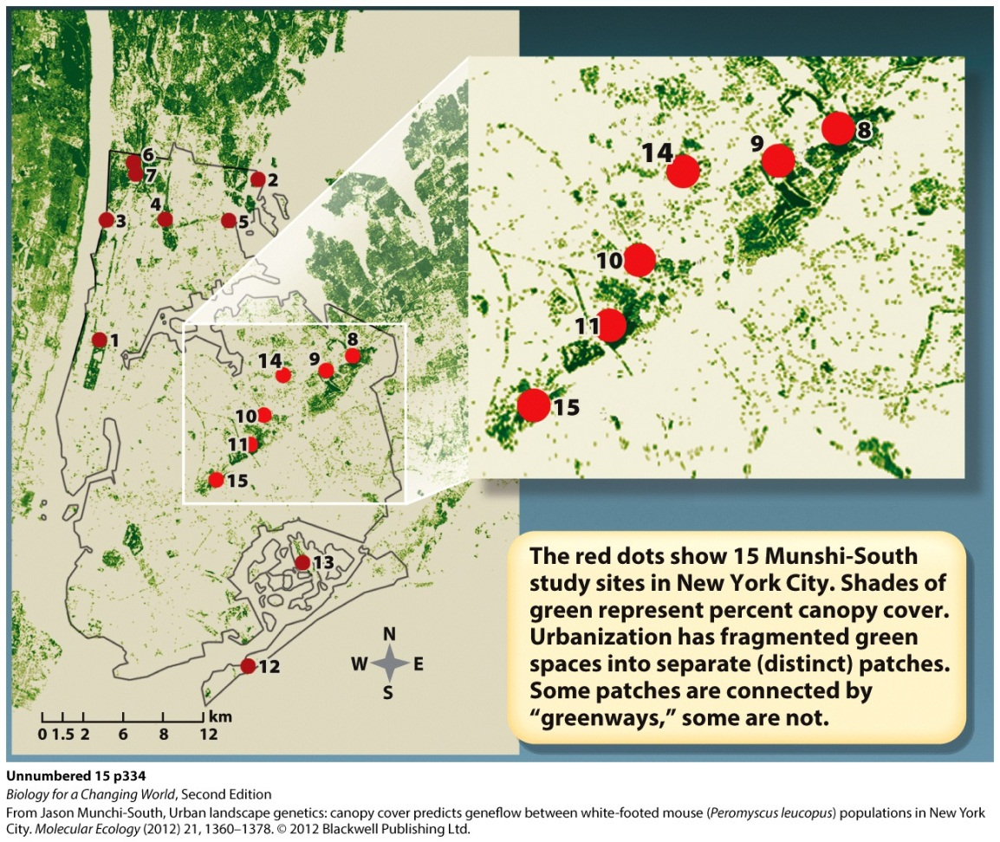 6
7
2
4
3
5
1
8
9
14
10
11
15
13
12
8
9
14
10
11
15
N
W E
S
km
0 1.5 2 6 8 12
The red dots show 15 Munshi-South
study sites in New York City. Shades of
green represent percent canopy cover.
Urbanization has fragmented green
spaces into separate (distinct) patches.
Some patches are connected by
“greenways,” some are not.
Unnumbered 15 p334
Biology for a Changing World, Second Edition
From Jason Munchi-South, Urban landscape genetics: canopy cover predicts geneflow between white-footed mouse (Peromyscus leucopus) populations in New York
City. Molecular Ecology (2012) 21, 1360–1378. © 2012 Blackwell Publishing Ltd.